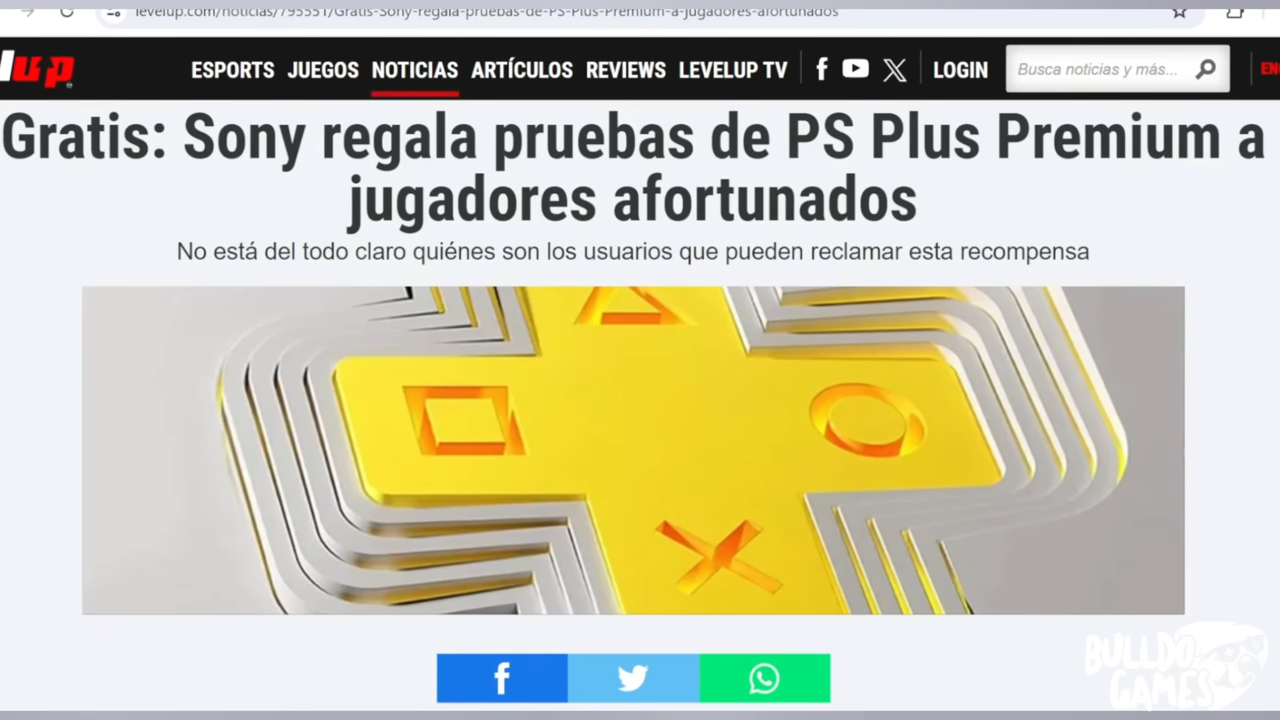 levelup.com/noticias/795551/Gratis-Sony-regala-pruebas-de-PS-Plus-Premium-a-jugadores-afortunados
lup
ESPORTS JUEGOS NOTICIAS ARTÍCULOS REVIEWS LEVELUP TV LOGIN Busca noticias y más...
Gratis: Sony regala pruebas de PS Plus Premium a
jugadores afortunados
No está del todo claro quiénes son los usuarios que pueden reclamar esta recompensa
BULLDOG
GAMES